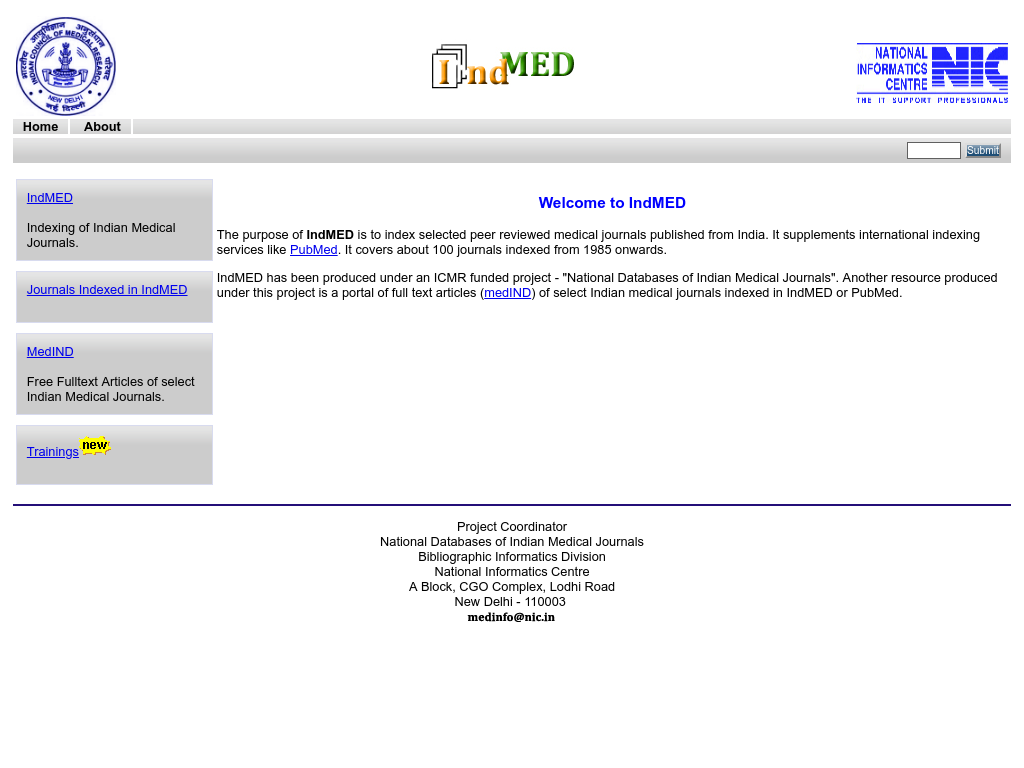 भारतीय आयुर्विज्ञान अनुसंधान परिषद
INDIAN COUNCIL OF MEDICAL RESEARCH
NEW DELHI
नई दिल्ली
IndMED
NATIONAL
INFORMATICS
CENTRE
NIC
THE IT SUPPORT PROFESSIONALS
Home About
Submit
IndMED
Indexing of Indian Medical
Journals.
Journals Indexed in IndMED
MedIND
Free Fulltext Articles of select
Indian Medical Journals.
Trainings new
Welcome to IndMED
The purpose of IndMED is to index selected peer reviewed medical journals published from India. It supplements international indexing
services like PubMed. It covers about 100 journals indexed from 1985 onwards.
IndMED has been produced under an ICMR funded project - "National Databases of Indian Medical Journals". Another resource produced
under this project is a portal of full text articles (medIND) of select Indian medical journals indexed in IndMED or PubMed.
Project Coordinator
National Databases of Indian Medical Journals
Bibliographic Informatics Division
National Informatics Centre
A Block, CGO Complex, Lodhi Road
New Delhi - 110003
medinfo@nic.in